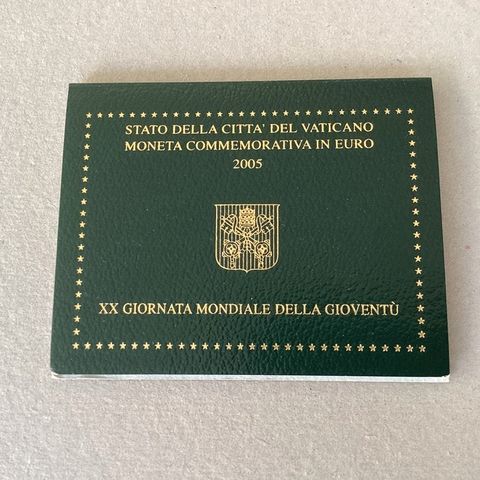 STATO DELLA CITTA' DEL VATICANO
MONETA COMMEMORATIVA IN EURO
2005
XX GIORNATA MONDIALE DELLA GIOVENTÙ